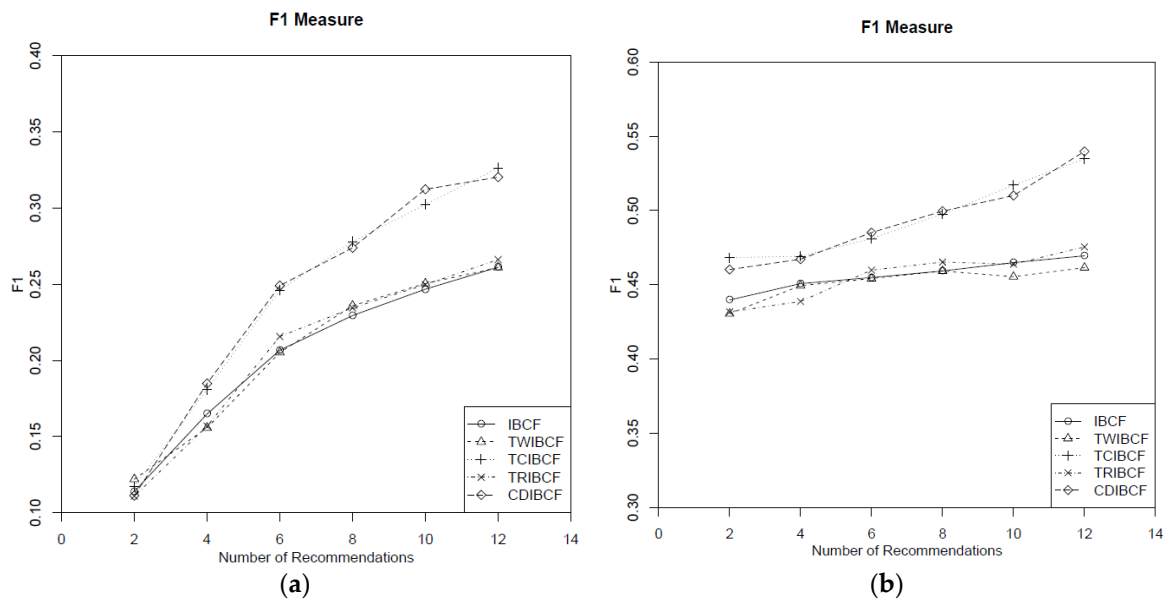 F1 Measure
0.40
0.35
0.30
0.25
0.20
0.15
0.10
F1
0 2 4 6 8 10 12 14
Number of Recommendations
IBCF
TWIBCF
TCIBCF
TRIBCF
CDIBCF
(a)
F1 Measure
0.60
0.55
0.50
0.45
0.40
0.35
0.30
F1
0 2 4 6 8 10 12 14
Number of Recommendations
IBCF
TWIBCF
TCIBCF
TRIBCF
CDIBCF
(b)